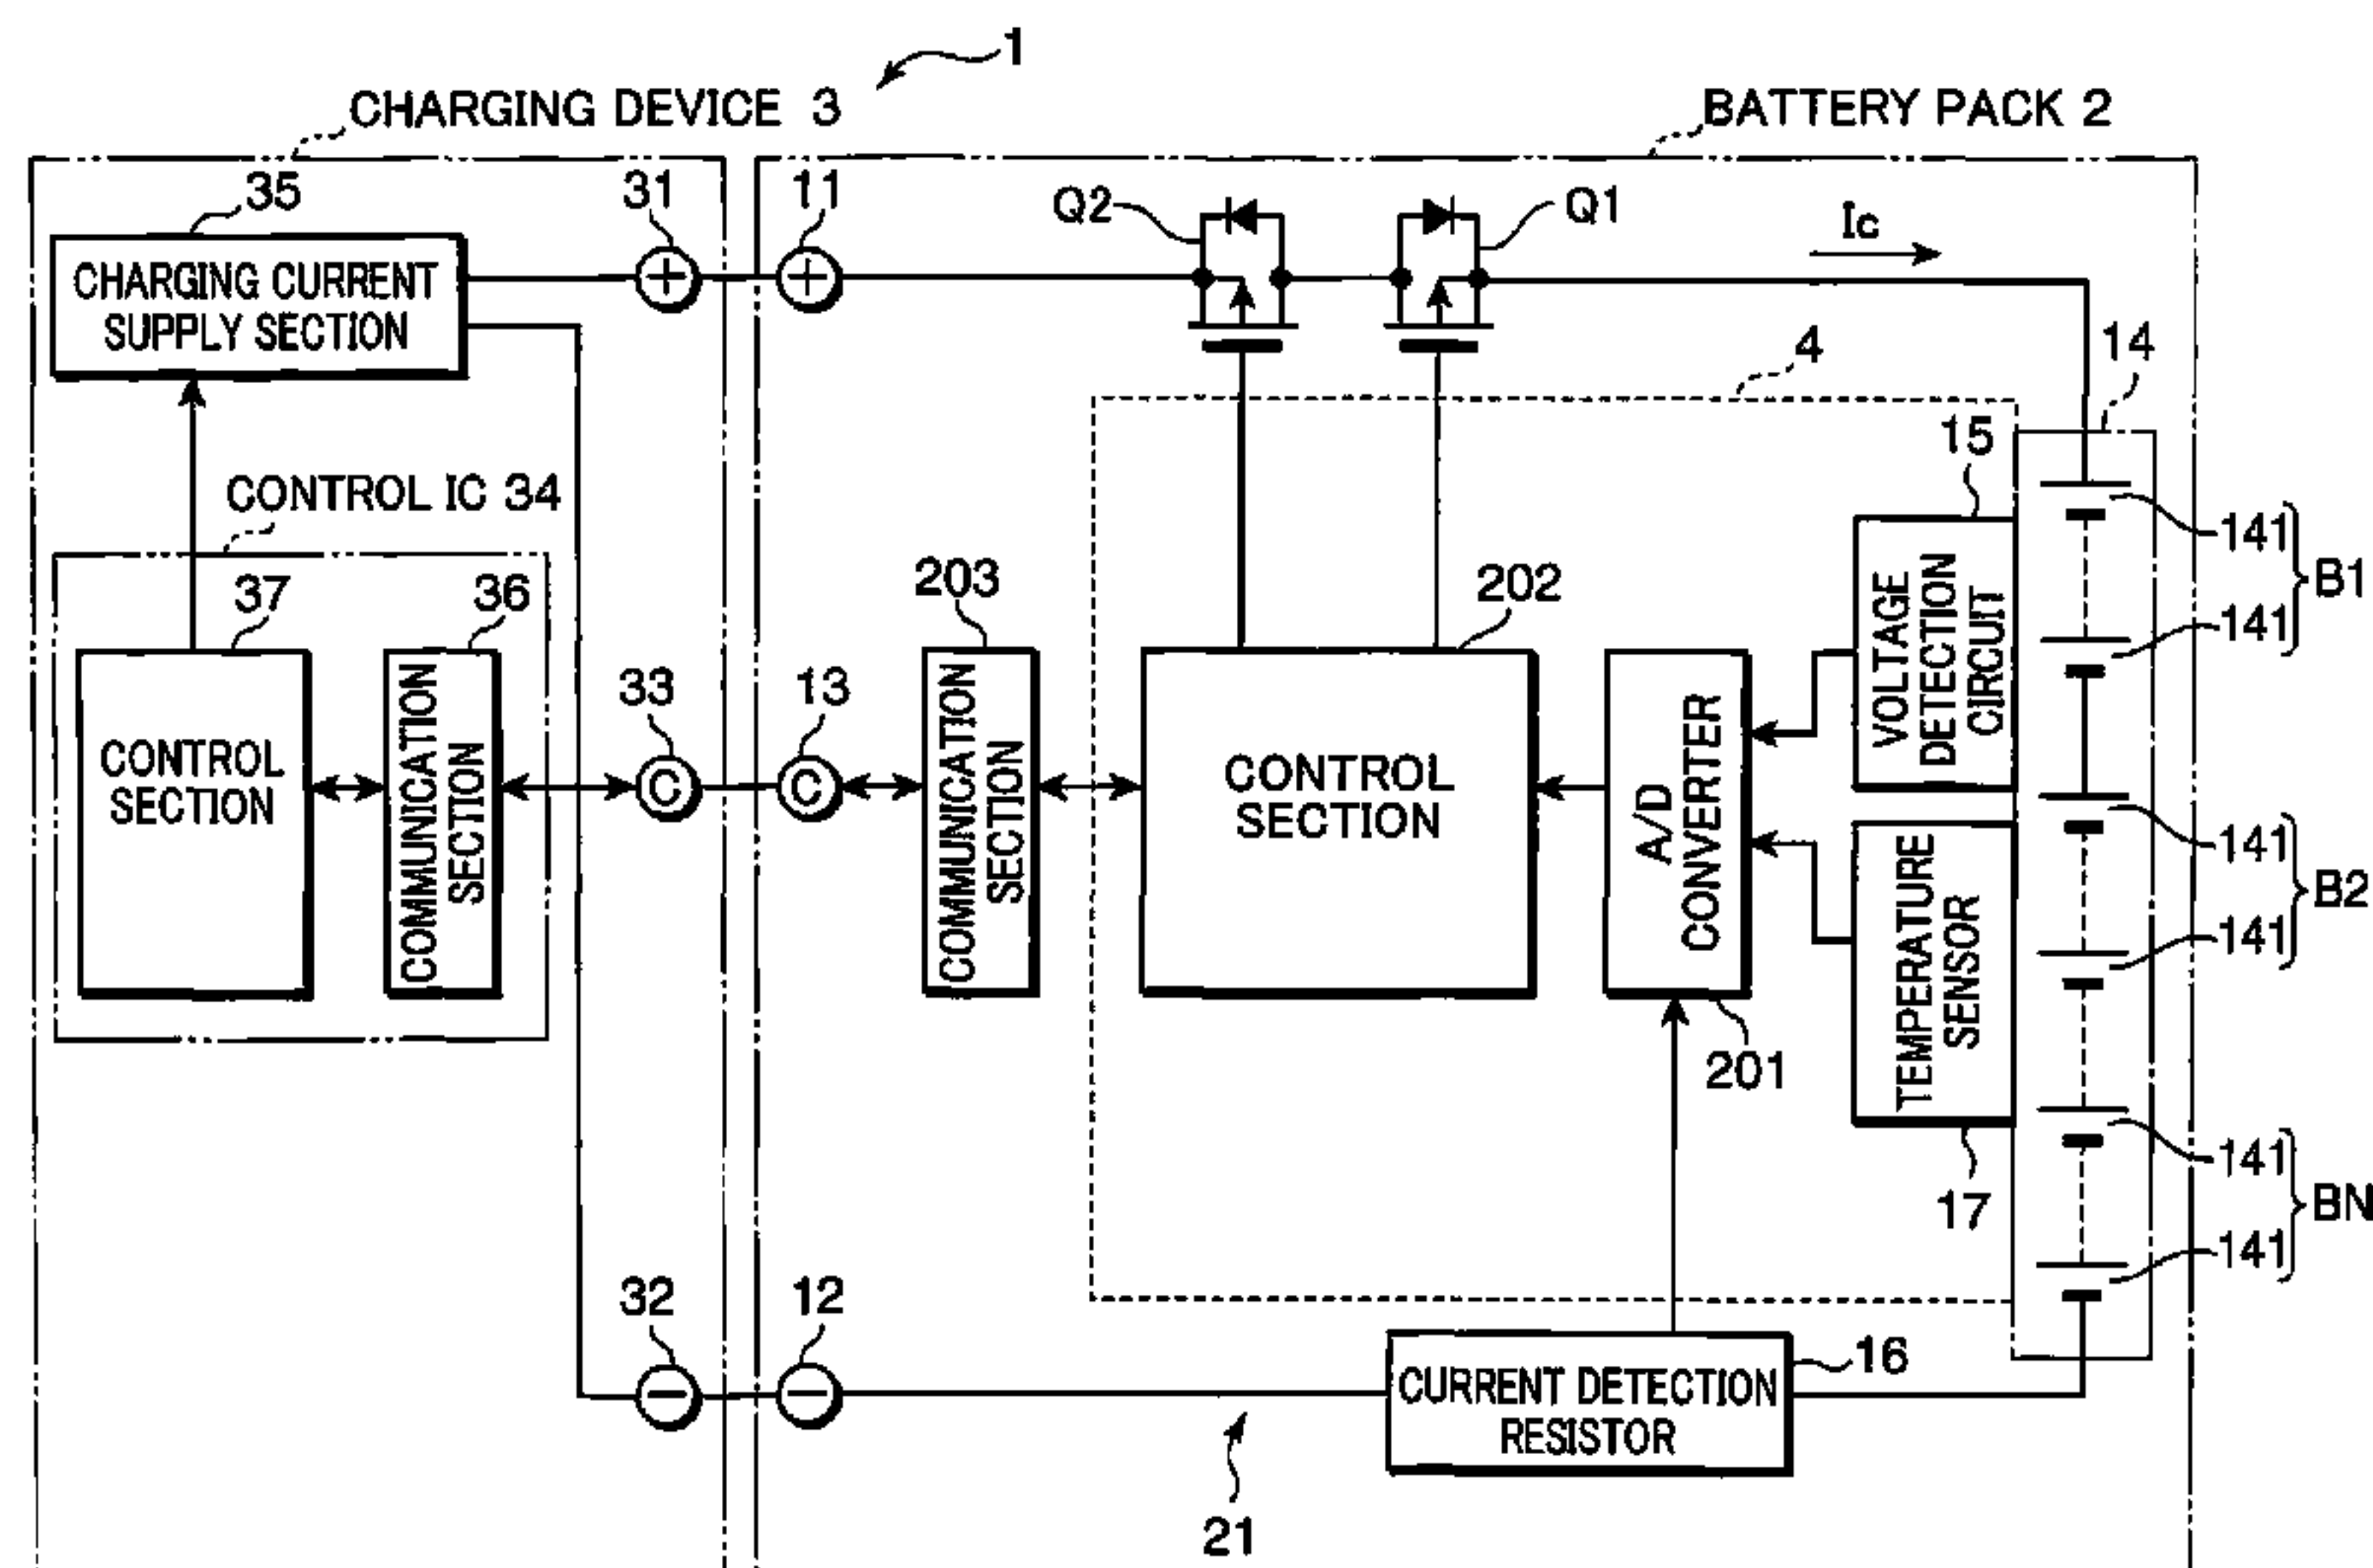 1
CHARGING DEVICE 3
BATTERY PACK 2
35
31
11
Q2
Q1
Ic
CHARGING CURRENT
SUPPLY SECTION
+
+
4
14
15
CONTROL IC 34
141
B1
141
37
36
203
202
VOLTAGE
DETECTION
CIRCUIT
33
13
CONTROL
SECTION
COMMUNICATION
SECTION
C
C
COMMUNICATION
SECTION
CONTROL
SECTION
A/D
CONVERTER
141
B2
141
TEMPERATURE
SENSOR
201
17
141
BN
141
32
12
−
−
CURRENT DETECTION
RESISTOR
16
21